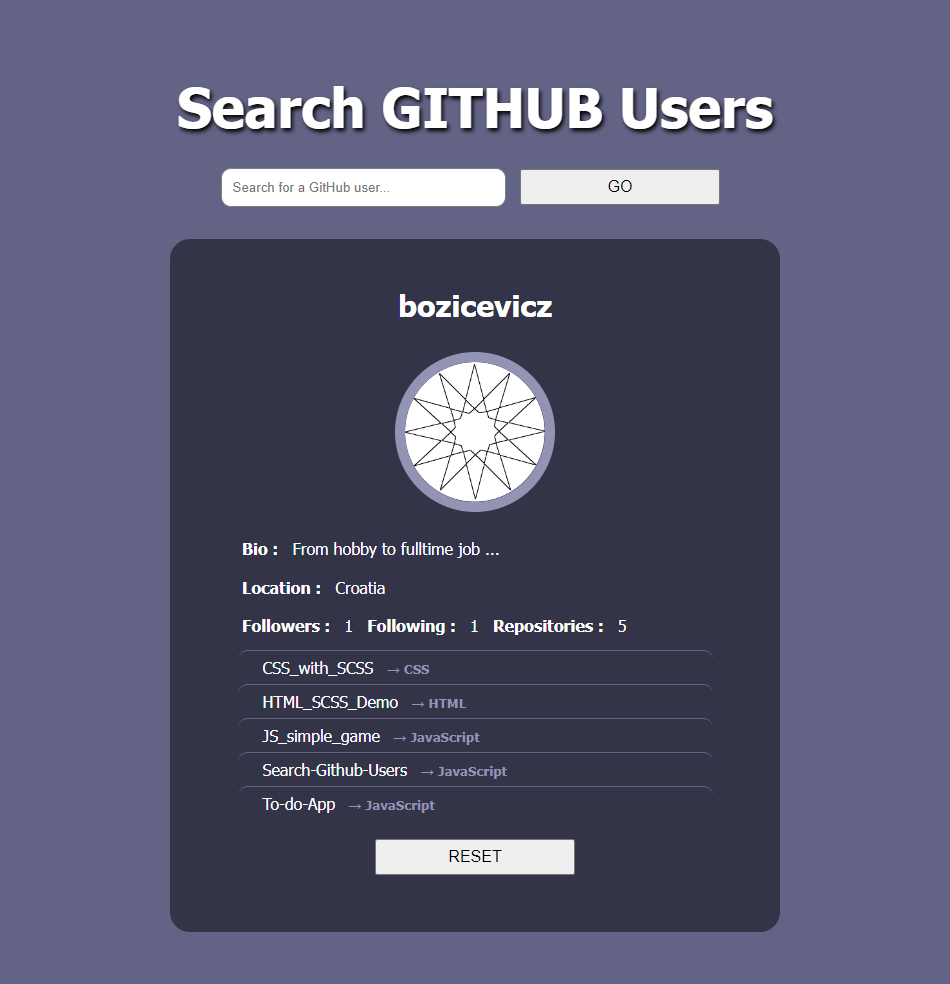 Search GITHUB Users
Search for a GitHub user... GO
bozicevicz
Bio : From hobby to fulltime job ...
Location : Croatia
Followers : 1 Following : 1 Repositories : 5
CSS_with_SCSS → CSS
HTML_SCSS_Demo → HTML
JS_simple_game → JavaScript
Search-Github-Users → JavaScript
To-do-App → JavaScript
RESET